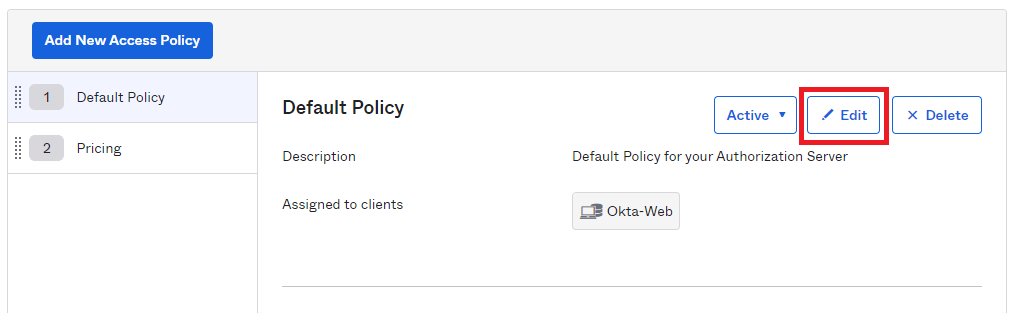 Add New Access Policy
1 Default Policy
2 Pricing
Default Policy
Active Edit Delete
Description Default Policy for your Authorization Server
Assigned to clients Okta-Web